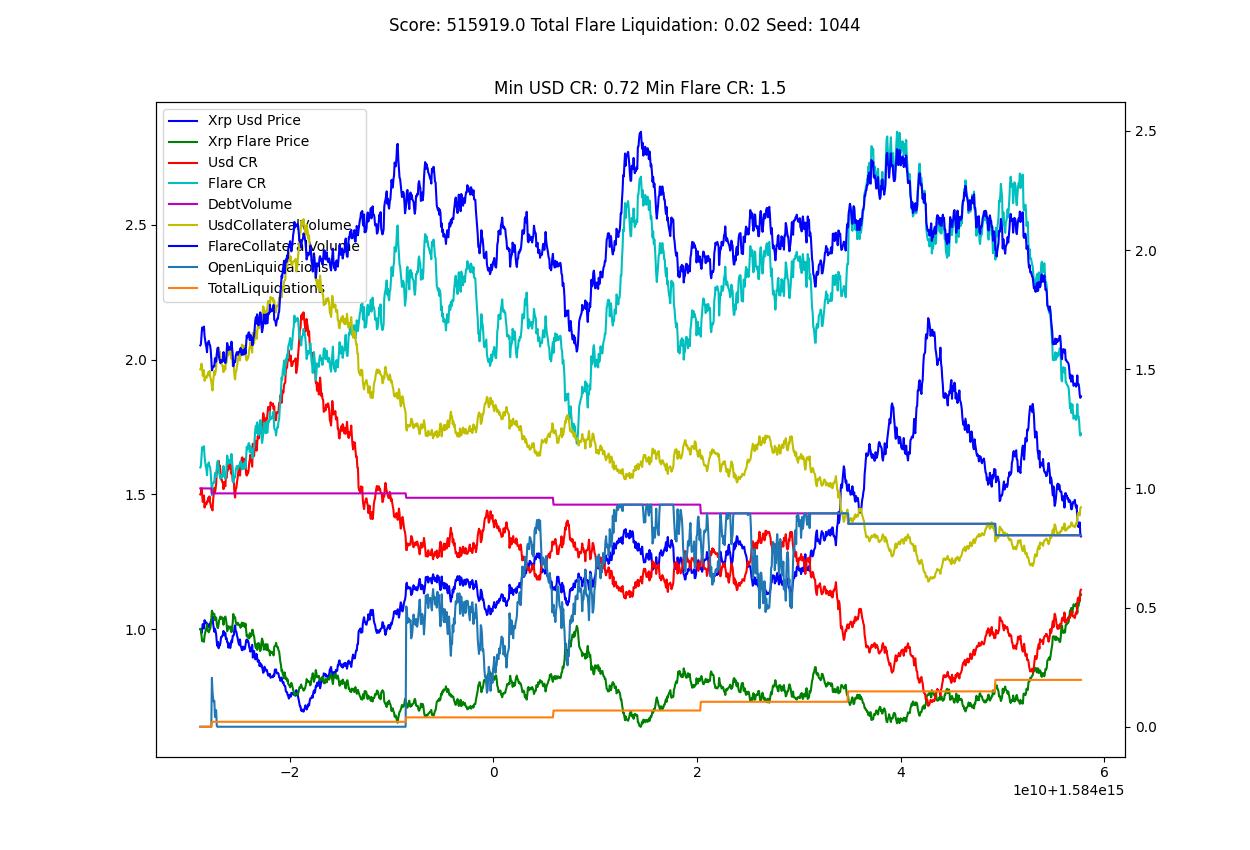 Score: 515919.0 Total Flare Liquidation: 0.02 Seed: 1044
Min USD CR: 0.72 Min Flare CR: 1.5
Xrp Usd Price
Xrp Flare Price
Usd CR
Flare CR
DebtVolume
UsdCollateralVolume
FlareCollateralVolume
OpenLiquidations
TotalLiquidations
2.5
2.0
1.5
1.0
2.5
2.0
1.5
1.0
0.5
0.0
−2
0
2
4
6
1e10+1.584e15